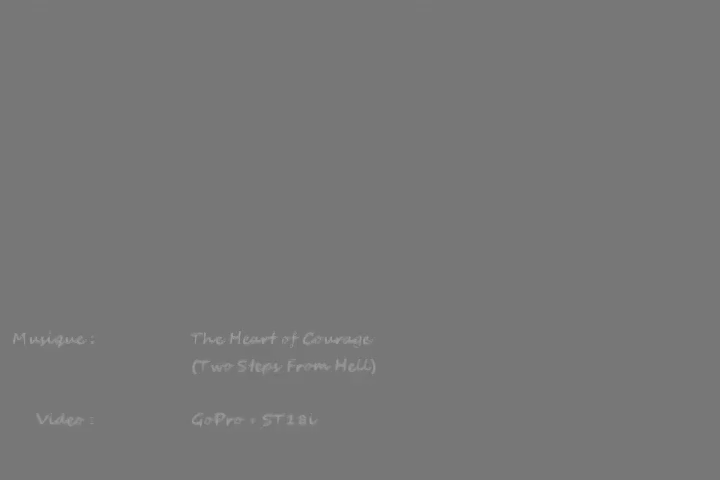 Musique : The Heart of Courage
(Two Steps From Hell)
Video : GoPro + ST18i